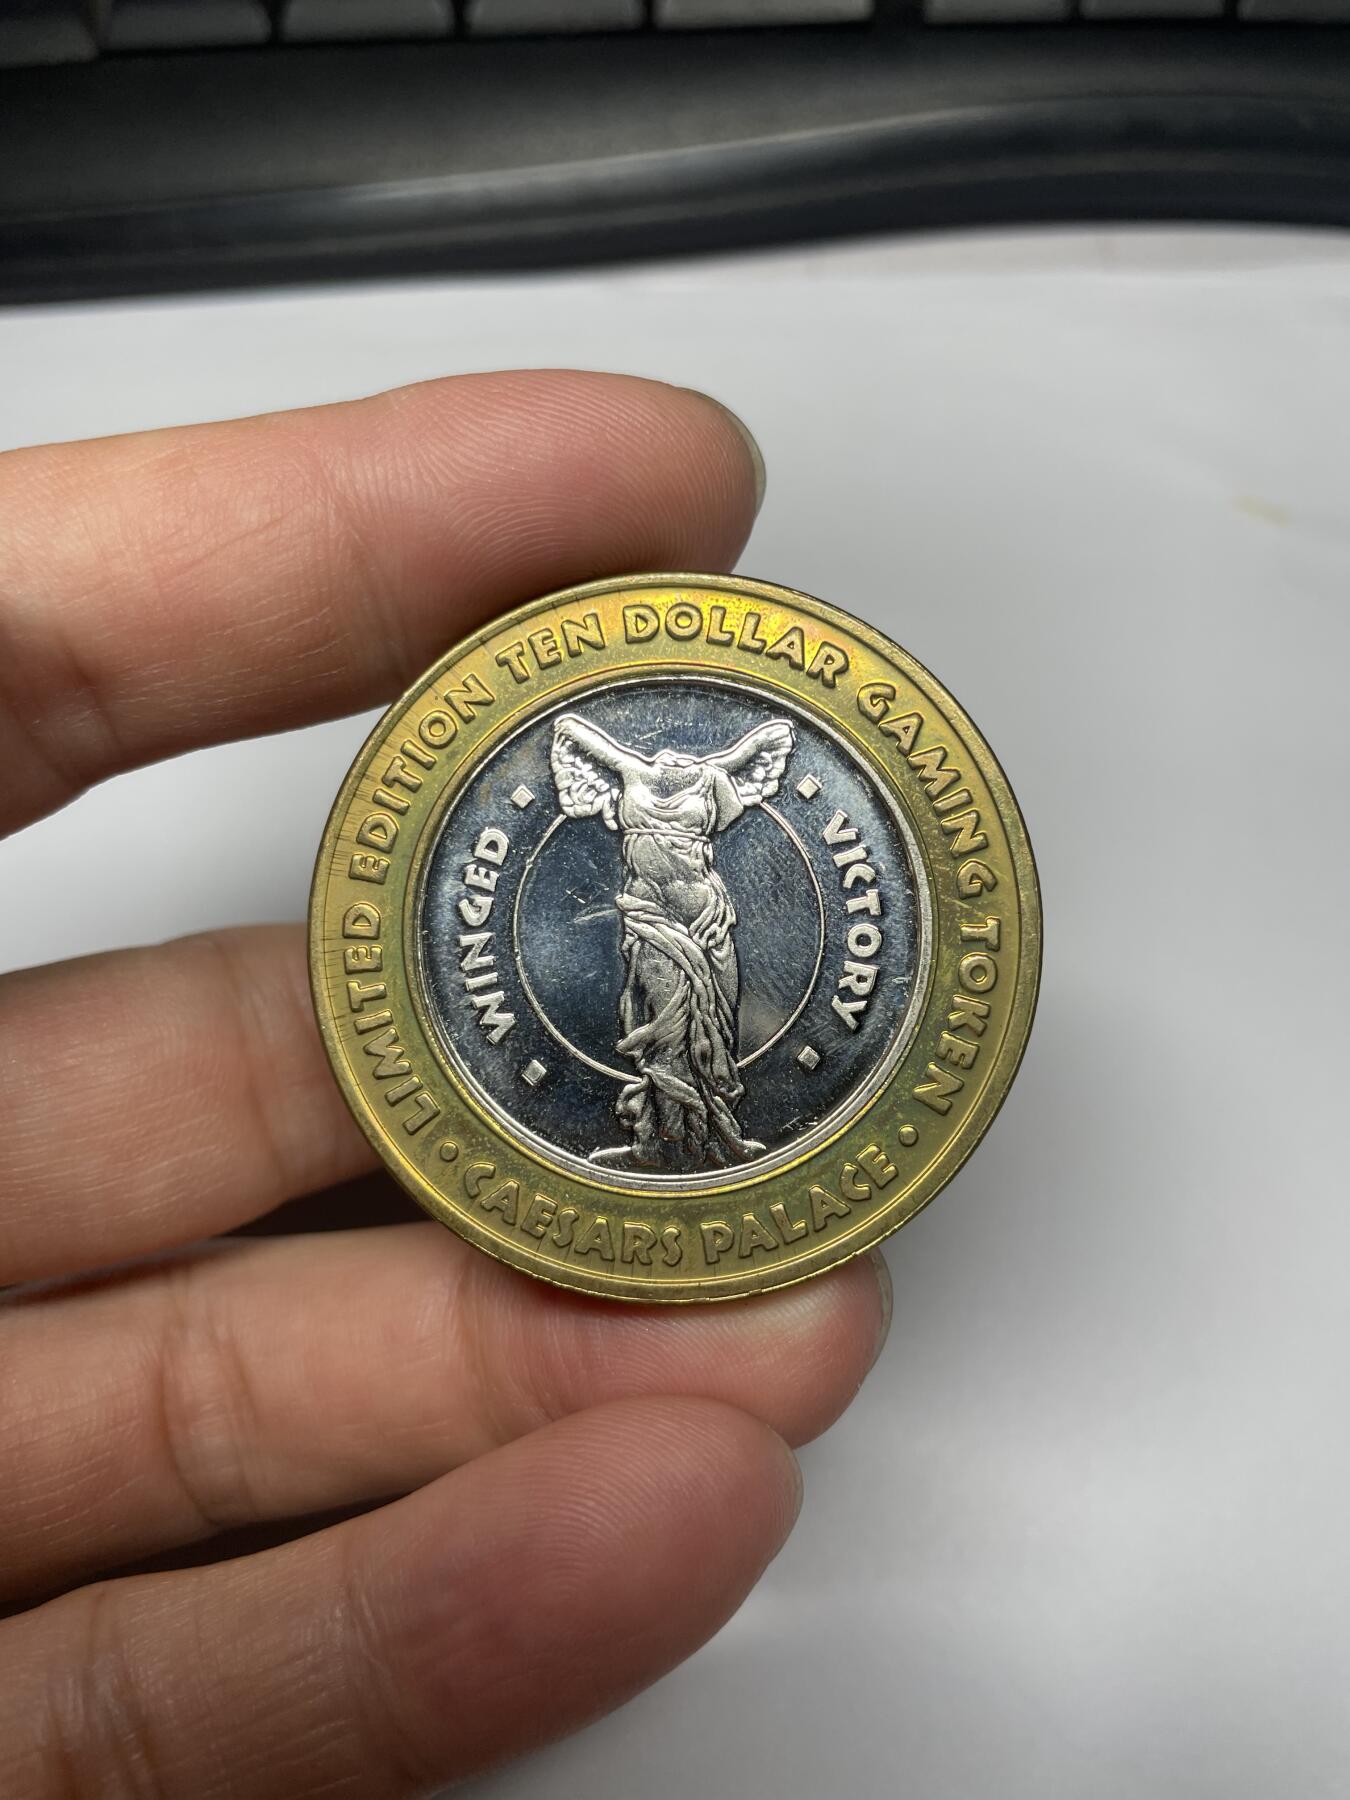 LIMITED EDITION TEN DOLLAR GAMING TOKEN
• CAESARS PALACE •
WINGED
VICTORY